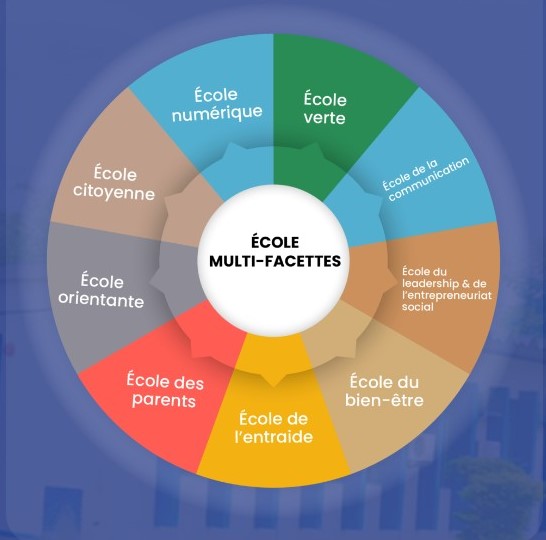 École
numérique
École
verte
École de la
communication
École
citoyenne
ÉCOLE
MULTI-FACETTES
École du
leadership & de
l'entrepreneuriat
social
École
orientante
École des
parents
École de
l'entraide
École du
bien-être